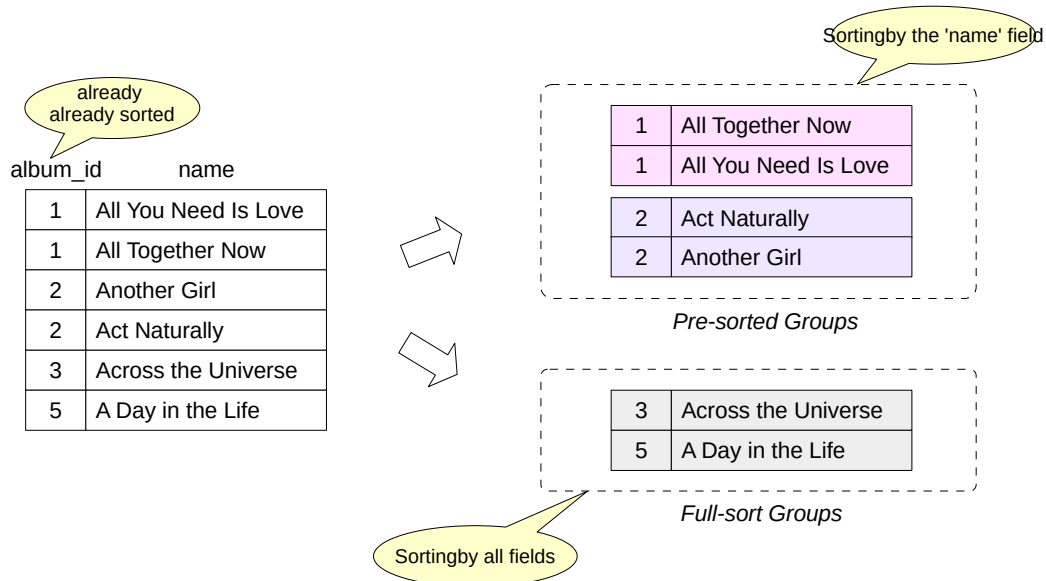 Sortingby the 'name' field
already
already sorted
album_id name
1 All You Need Is Love
1 All Together Now
2 Another Girl
2 Act Naturally
3 Across the Universe
5 A Day in the Life
1 All Together Now
1 All You Need Is Love
2 Act Naturally
2 Another Girl
Pre-sorted Groups
3 Across the Universe
5 A Day in the Life
Full-sort Groups
Sortingby all fields